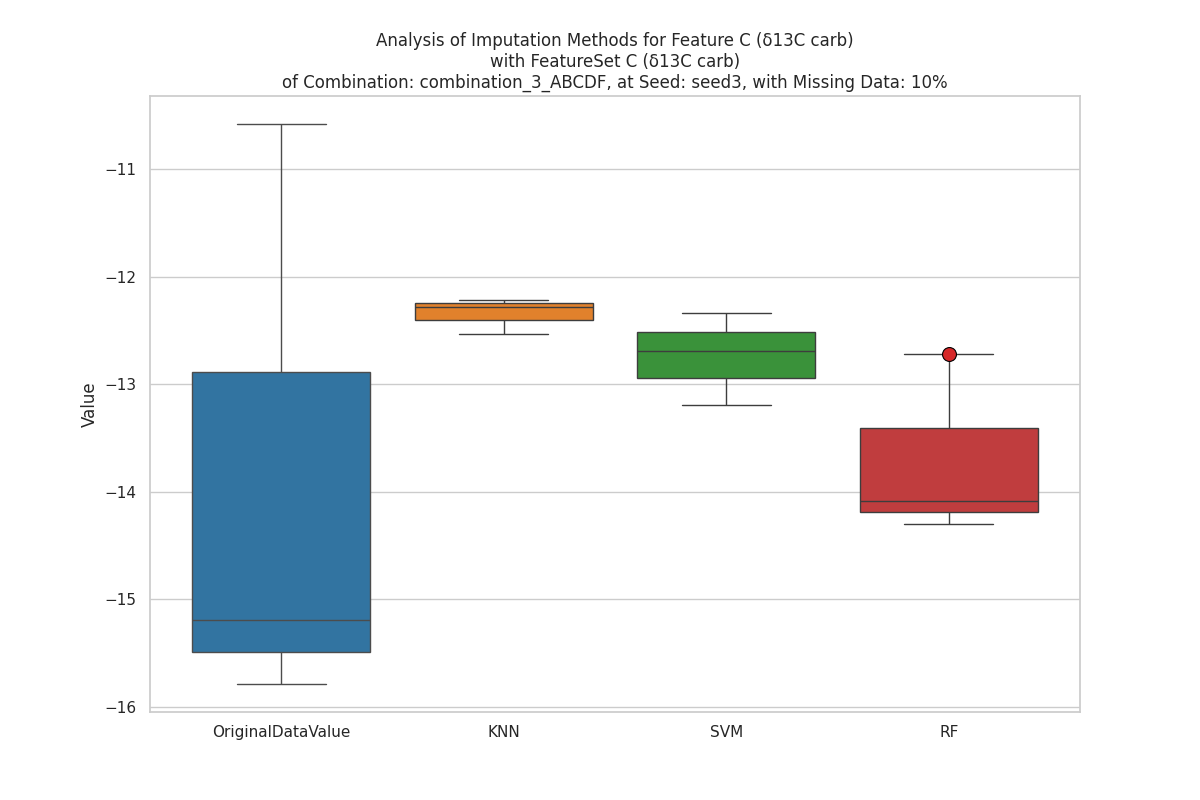 Analysis of Imputation Methods for Feature C (δ13C carb)
with FeatureSet C (δ13C carb)
of Combination: combination_3_ABCDF, at Seed: seed3, with Missing Data: 10%
Value
−11
−12
−13
−14
−15
−16
OriginalDataValue
KNN
SVM
RF